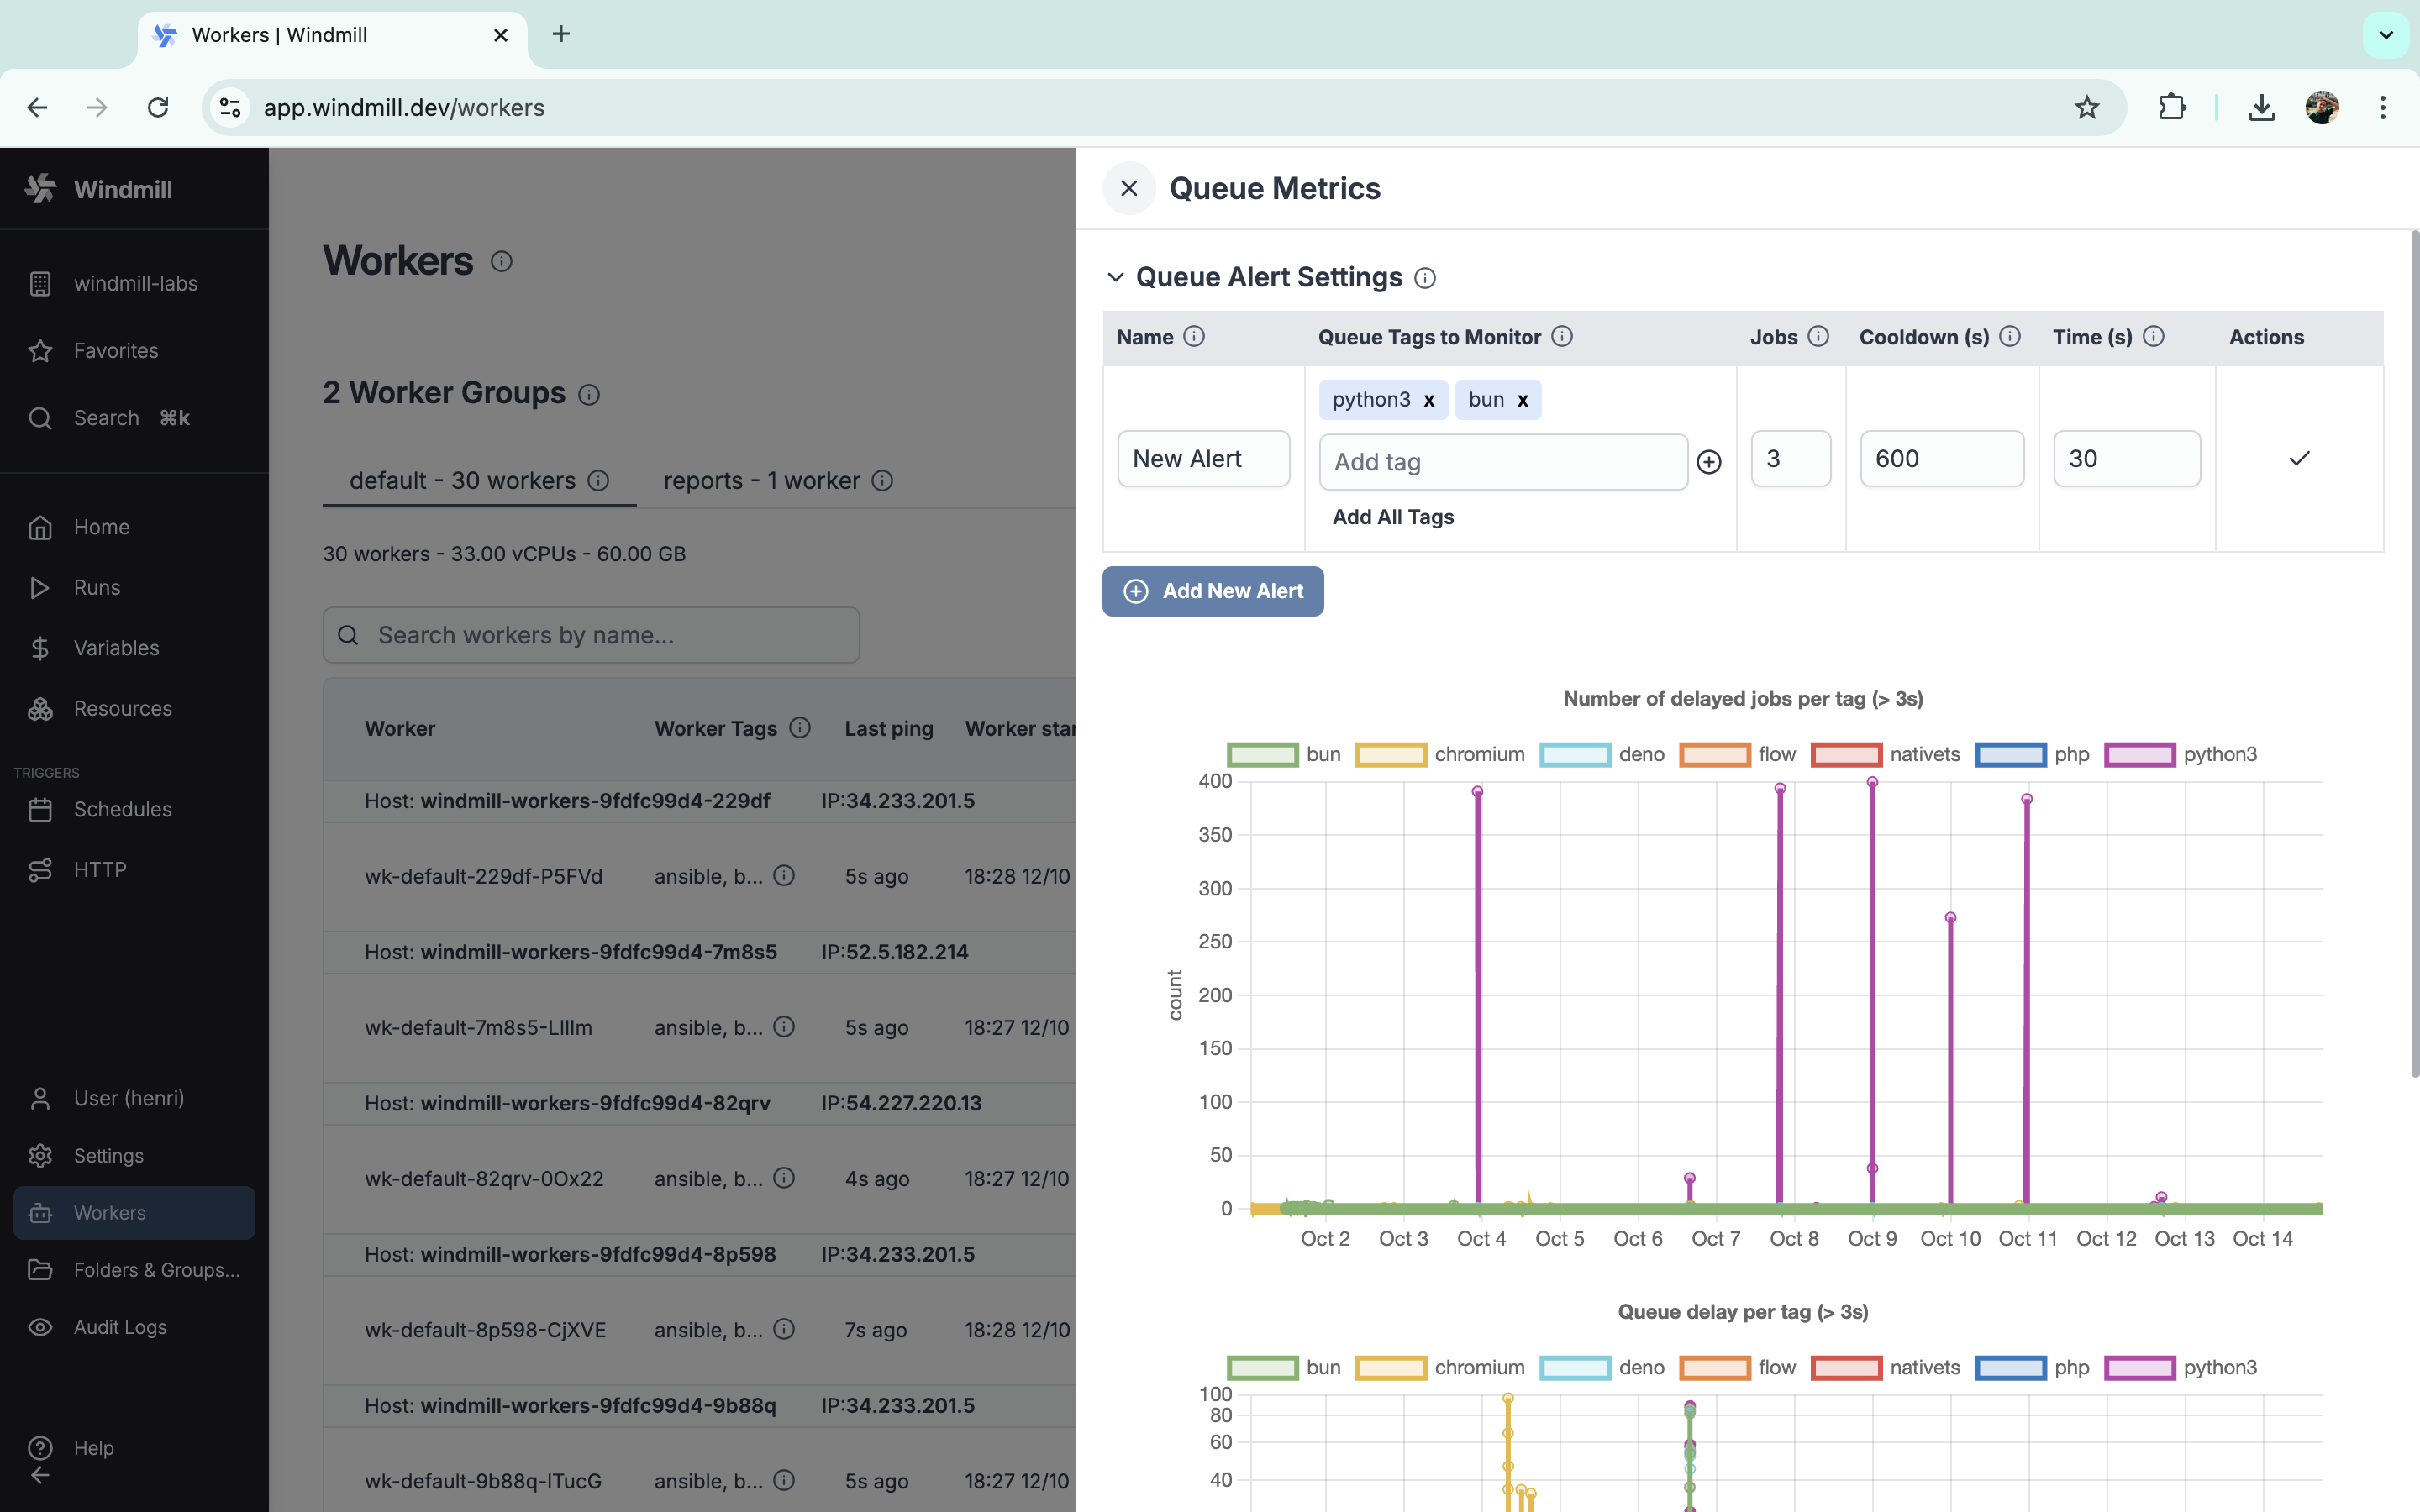 Workers | Windmill
app.windmill.dev/workers
Windmill
windmill-labs
Favorites
Search ⌘k
Home
Runs
Variables
Resources
TRIGGERS
Schedules
HTTP
User (henri)
Settings
Workers
Folders & Groups...
Audit Logs
Help
Workers
2 Worker Groups
default - 30 workers
reports - 1 worker
30 workers - 33.00 vCPUs - 60.00 GB
Search workers by name...
Worker Worker Tags Last ping Worker star
Host: windmill-workers-9fdfc99d4-229df IP:34.233.201.5
wk-default-229df-P5FVd ansible, b... 5s ago 18:28 12/10
Host: windmill-workers-9fdfc99d4-7m8s5 IP:52.5.182.214
wk-default-7m8s5-LIIIm ansible, b... 5s ago 18:27 12/10
Host: windmill-workers-9fdfc99d4-82qrv IP:54.227.220.13
wk-default-82qrv-0Ox22 ansible, b... 4s ago 18:27 12/10
Host: windmill-workers-9fdfc99d4-8p598 IP:34.233.201.5
wk-default-8p598-CjXVE ansible, b... 7s ago 18:28 12/10
Host: windmill-workers-9fdfc99d4-9b88q IP:34.233.201.5
wk-default-9b88q-lTucG ansible, b... 5s ago 18:27 12/10
Queue Metrics
Queue Alert Settings
Name Queue Tags to Monitor Jobs Cooldown (s) Time (s) Actions
python3 x bun x
New Alert Add tag 3 600 30
Add All Tags
Add New Alert
Number of delayed jobs per tag (> 3s)
bun chromium deno flow nativets php python3
400
350
300
250
200
150
100
50
0
count
Oct 2 Oct 3 Oct 4 Oct 5 Oct 6 Oct 7 Oct 8 Oct 9 Oct 10 Oct 11 Oct 12 Oct 13 Oct 14
Queue delay per tag (> 3s)
bun chromium deno flow nativets php python3
100
80
60
40